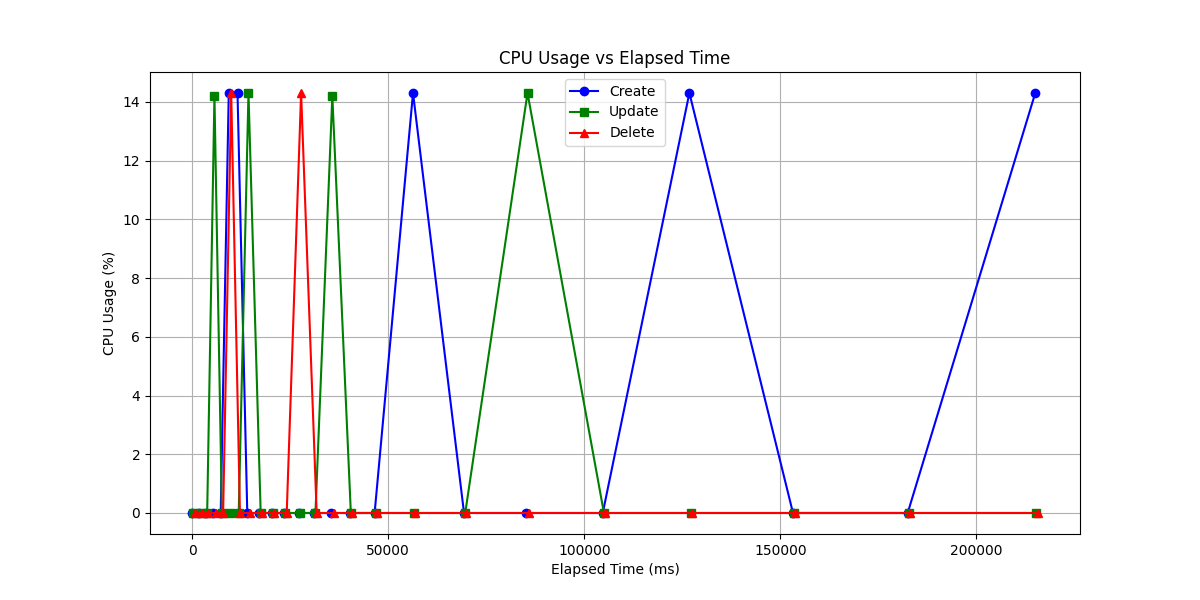 CPU Usage vs Elapsed Time
Create
Update
Delete
14
12
10
8
6
4
2
0
CPU Usage (%)
0 50000 100000 150000 200000
Elapsed Time (ms)